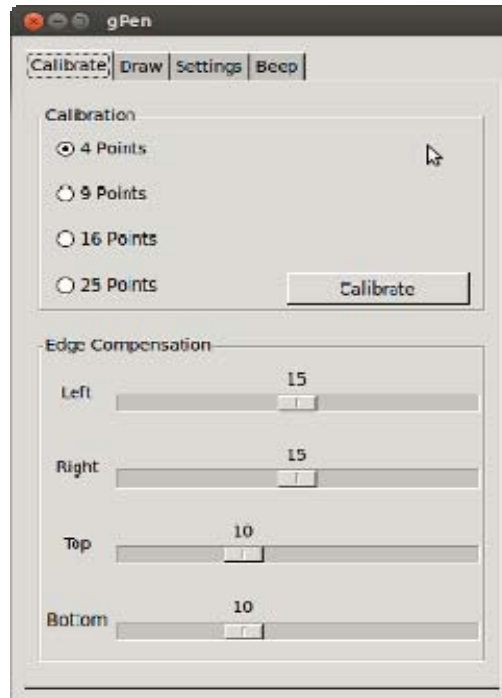 gPen
Calibrate Draw Settings Beep
Calibration
4 Points
9 Points
16 Points
25 Points
Calibrate
Edge Compensation
15
Left
15
Right
10
Top
10
Bottom